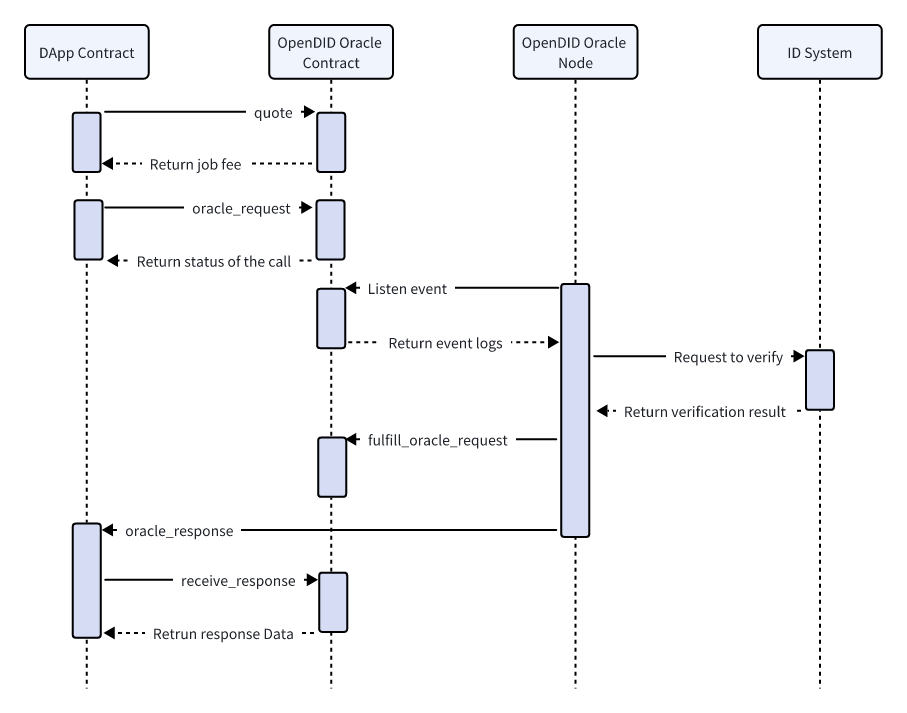 DApp Contract
OpenDID Oracle
Contract
OpenDID Oracle
Node
ID System
quote
Return job fee
oracle_request
Return status of the call
Listen event
Return event logs
Request to verify
Return verification result
fulfill_oracle_request
oracle_response
receive_response
Retrun response Data